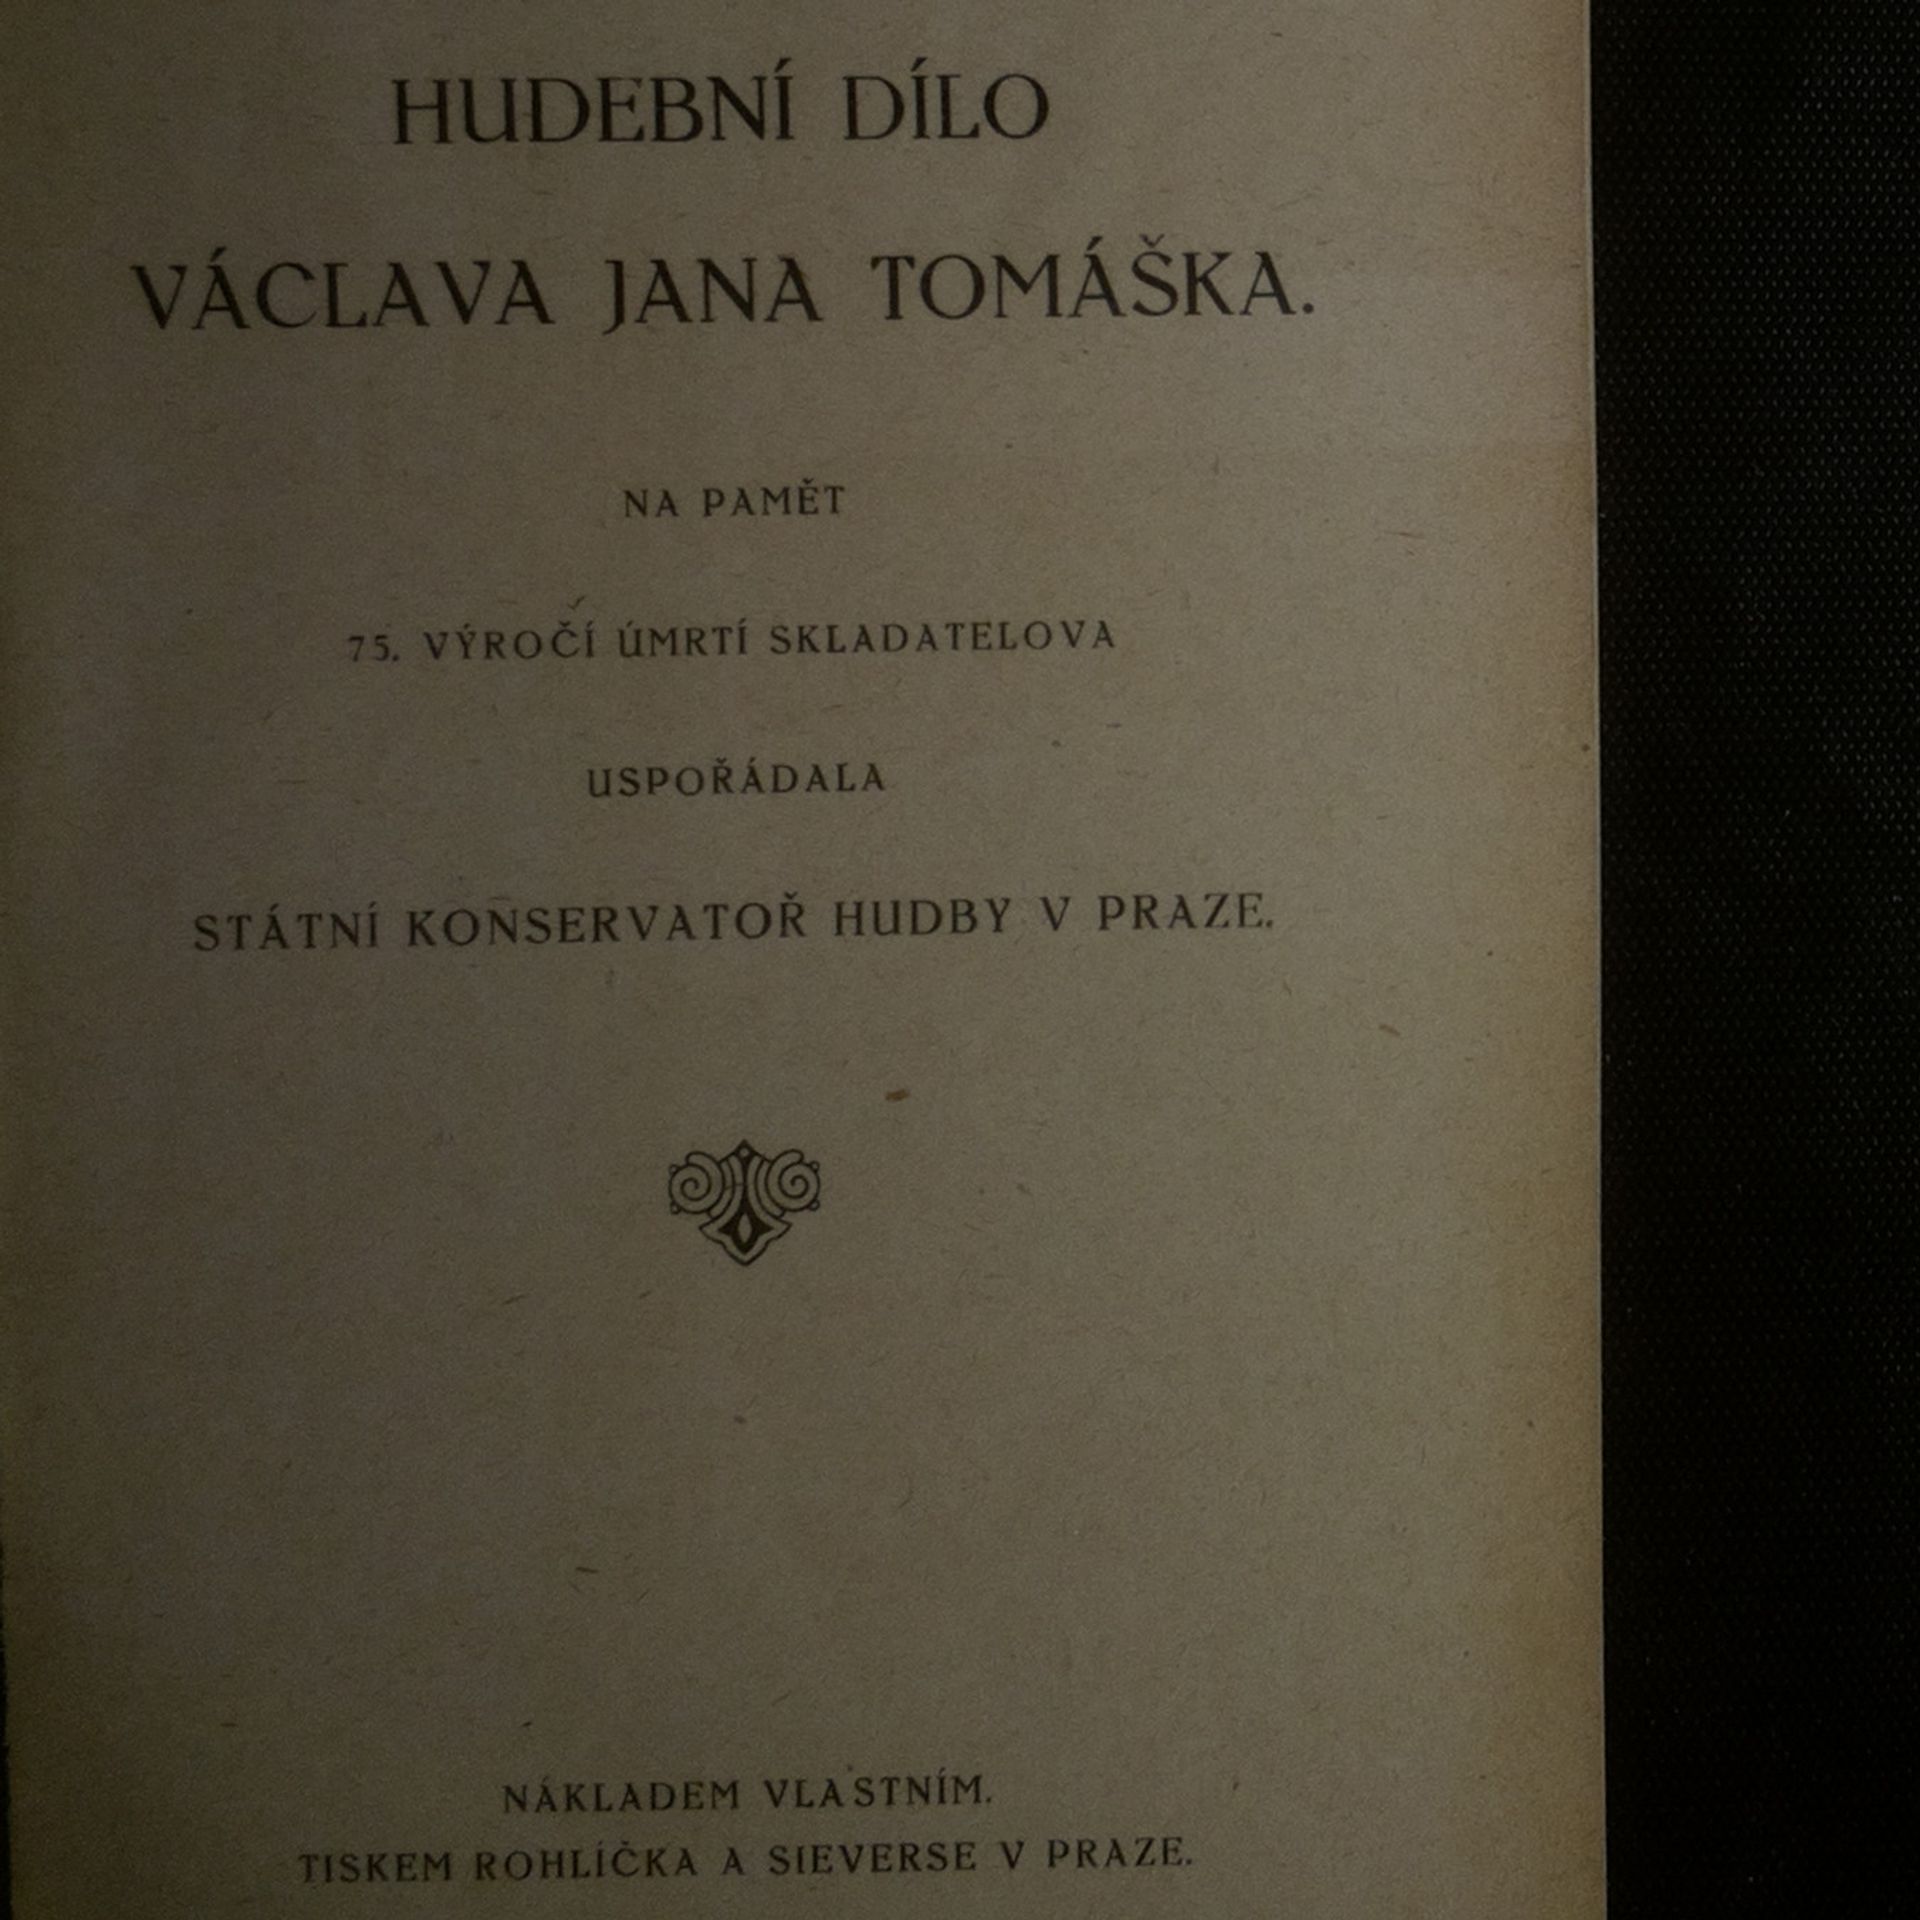 HUDEBNÍ DÍLO
VÁCLAVA JANA TOMÁŠKA.
NA PAMĚT
75. VÝROČÍ ÚMRTÍ SKLADATELOVA
USPOŘÁDALA
STÁTNÍ KONSERVATOŘ HUDBY V PRAZE.
NÁKLADEM VLASTNÍM.
TISKEM ROHLÍČKA A SIEVERSE V PRAZE.